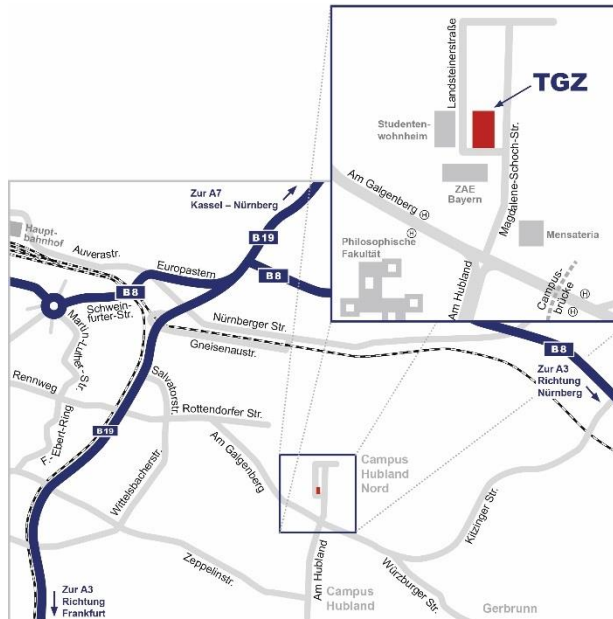 Landsteinerstraße
TGZ
Studenten-
wohnheim
Magdalene-Schoch-Str.
ZAE
Bayern
Am Galgenberg
H
H
Mensateria
Philosophische
Fakultät
Am Hubland
Campus-
brücke
H
H
Zur A7
Kassel – Nürnberg
B19
Haupt-
bahnhof
Auverastr.
Europastern
B8
B8
Schwein-
furter-Str.
Nürnberger Str.
Gneisenaustr.
Martin-Luther-Str.
B8
Zur A3
Richtung
Nürnberg
Rennweg
Salvatorstr.
Rottendorfer Str.
B19
F.-Ebert-Ring
Wittelsbacherstr.
Am Galgenberg
Campus
Hubland
Nord
Kitzinger Str.
Zeppelinstr.
Am Hubland
Würzburger Str.
Zur A3
Richtung
Frankfurt
Campus
Hubland
Gerbrunn